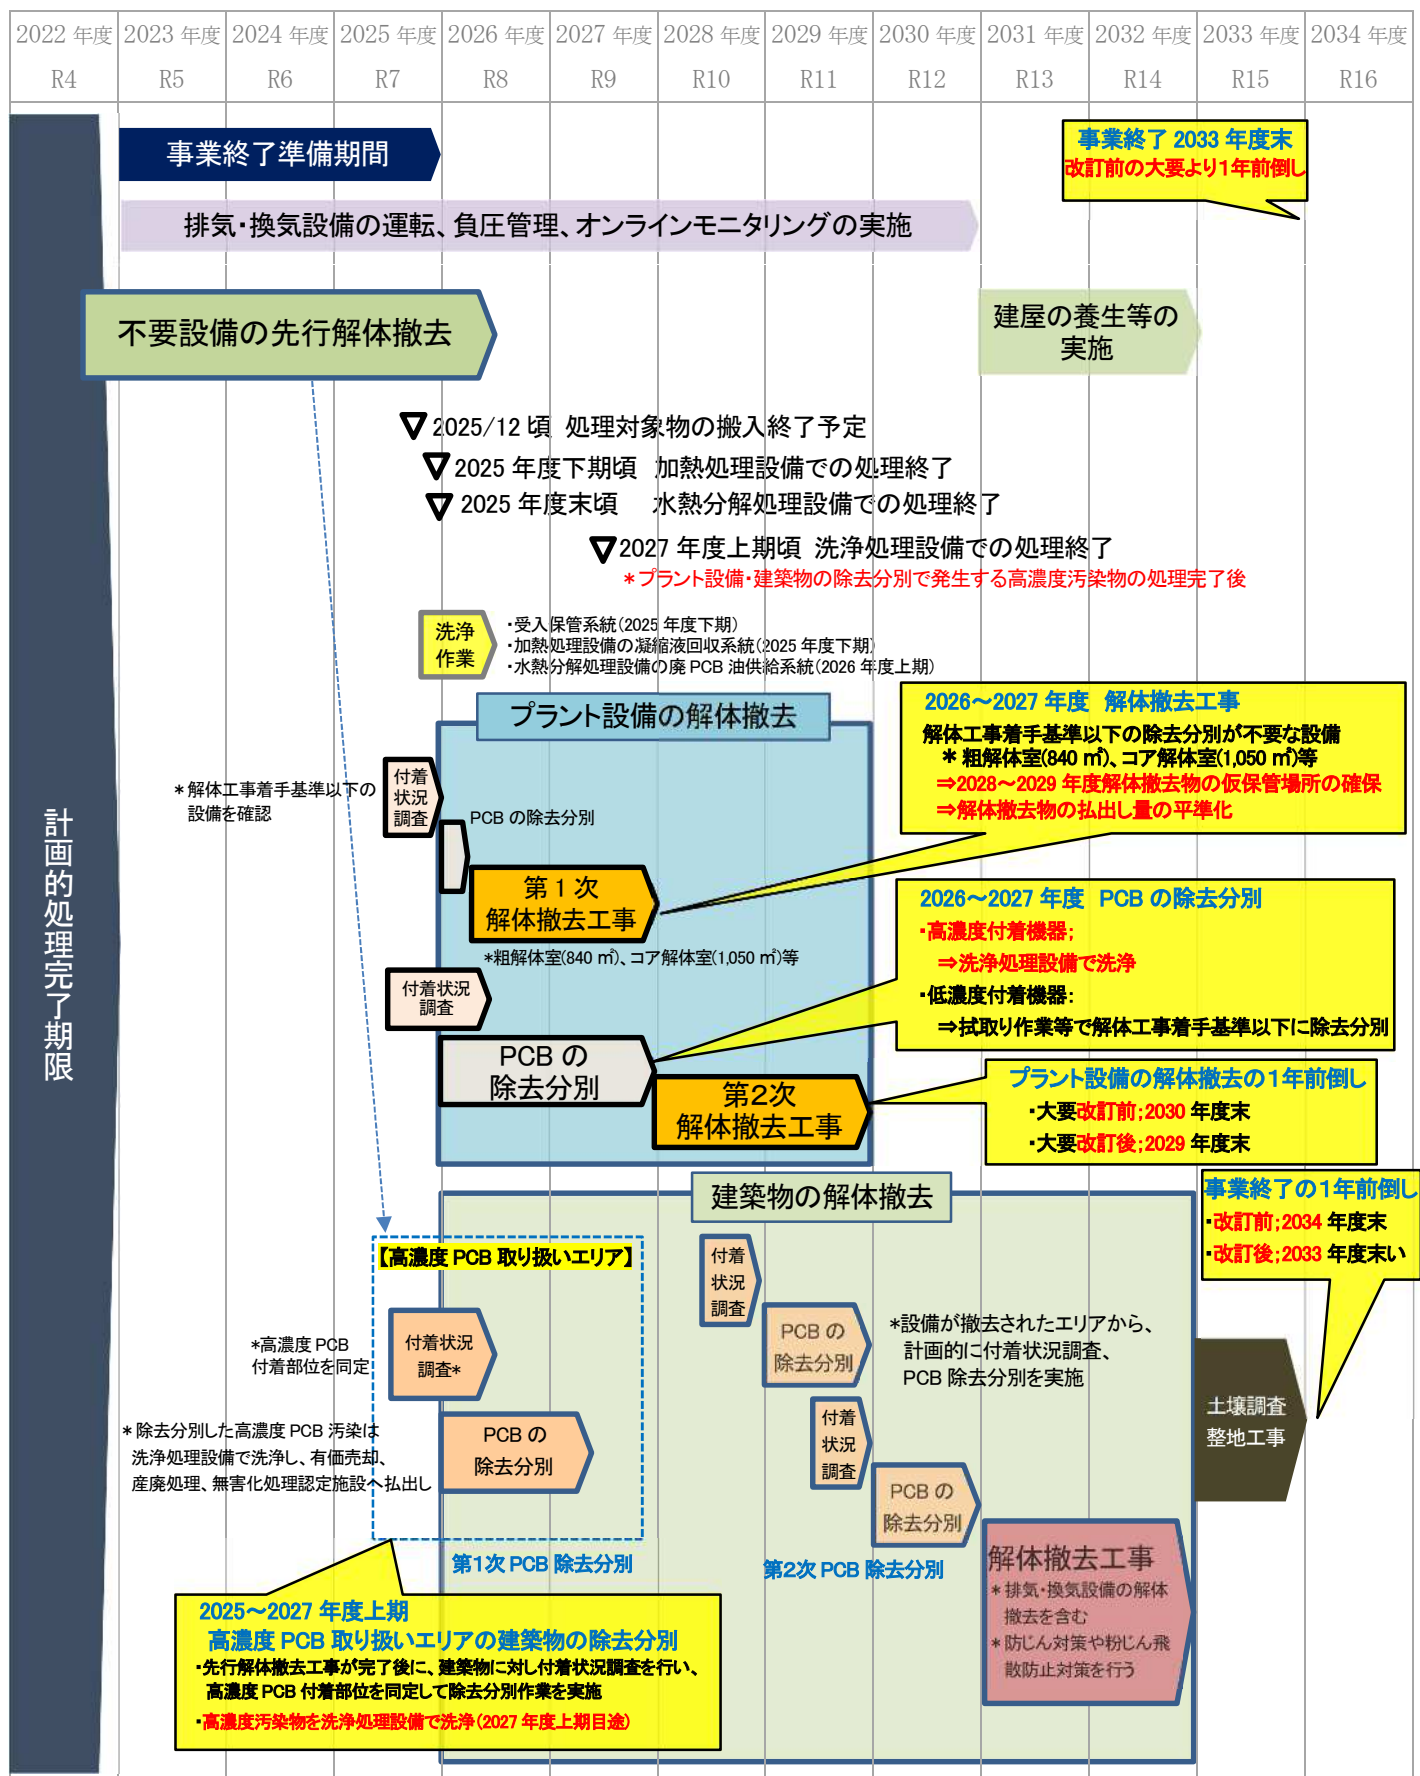 2022 年度 2023 年度 2024 年度 2025 年度 2026 年度 2027 年度 2028 年度 2029 年度 2030 年度 2031 年度 2032 年度 2033 年度 2034 年度
R4 R5 R6 R7 R8 R9 R10 R11 R12 R13 R14 R15 R16
計画的処理完了期限
事業終了準備期間
事業終了 2033 年度末
改訂前の大要より1年前倒し
排気・換気設備の運転、負圧管理、オンラインモニタリングの実施
不要設備の先行解体撤去
建屋の養生等の
実施
2025/12 頃 処理対象物の搬入終了予定
2025 年度下期頃 加熱処理設備での処理終了
2025 年度末頃 水熱分解処理設備での処理終了
2027 年度上期頃 洗浄処理設備での処理終了
*プラント設備・建築物の除去分別で発生する高濃度汚染物の処理完了後
洗浄
作業
・受入保管系統(2025 年度下期)
・加熱処理設備の凝縮液回収系統(2025 年度下期)
・水熱分解処理設備の廃 PCB 油供給系統(2026 年度上期)
プラント設備の解体撤去
2026～2027 年度 解体撤去工事
解体工事着手基準以下の除去分別が不要な設備
* 粗解体室(840 ㎡)、コア解体室(1,050 ㎡)等
⇒2028～2029 年度解体撤去物の仮保管場所の確保
⇒解体撤去物の払出し量の平準化
*解体工事着手基準以下の
設備を確認
付着
状況
調査
PCB の除去分別
第 1 次
解体撤去工事
*粗解体室(840 ㎡)、コア解体室(1,050 ㎡)等
2026～2027 年度 PCB の除去分別
・高濃度付着機器;
⇒洗浄処理設備で洗浄
・低濃度付着機器:
⇒拭取り作業等で解体工事着手基準以下に除去分別
付着状況
調査
PCB の
除去分別
第2次
解体撤去工事
プラント設備の解体撤去の1年前倒し
・大要改訂前;2030 年度末
・大要改訂後;2029 年度末
建築物の解体撤去
事業終了の1年前倒し
・改訂前;2034 年度末
・改訂後;2033 年度末い
【高濃度 PCB 取り扱いエリア】
付着
状況
調査
*高濃度 PCB
付着部位を同定
付着状況
調査*
PCB の
除去分別
*設備が撤去されたエリアから、
計画的に付着状況調査、
PCB 除去分別を実施
*除去分別した高濃度 PCB 汚染は
洗浄処理設備で洗浄し、有価売却、
産廃処理、無害化処理認定施設へ払出し
PCB の
除去分別
付着
状況
調査
土壌調査
整地工事
PCB の
除去分別
第1次 PCB 除去分別
第2次 PCB 除去分別
解体撤去工事
*排気・換気設備の解体
撤去を含む
*防じん対策や粉じん飛
散防止対策を行う
2025～2027 年度上期
高濃度 PCB 取り扱いエリアの建築物の除去分別
・先行解体撤去工事が完了後に、建築物に対し付着状況調査を行い、
高濃度 PCB 付着部位を同定して除去分別作業を実施
・高濃度汚染物を洗浄処理設備で洗浄(2027 年度上期目途)